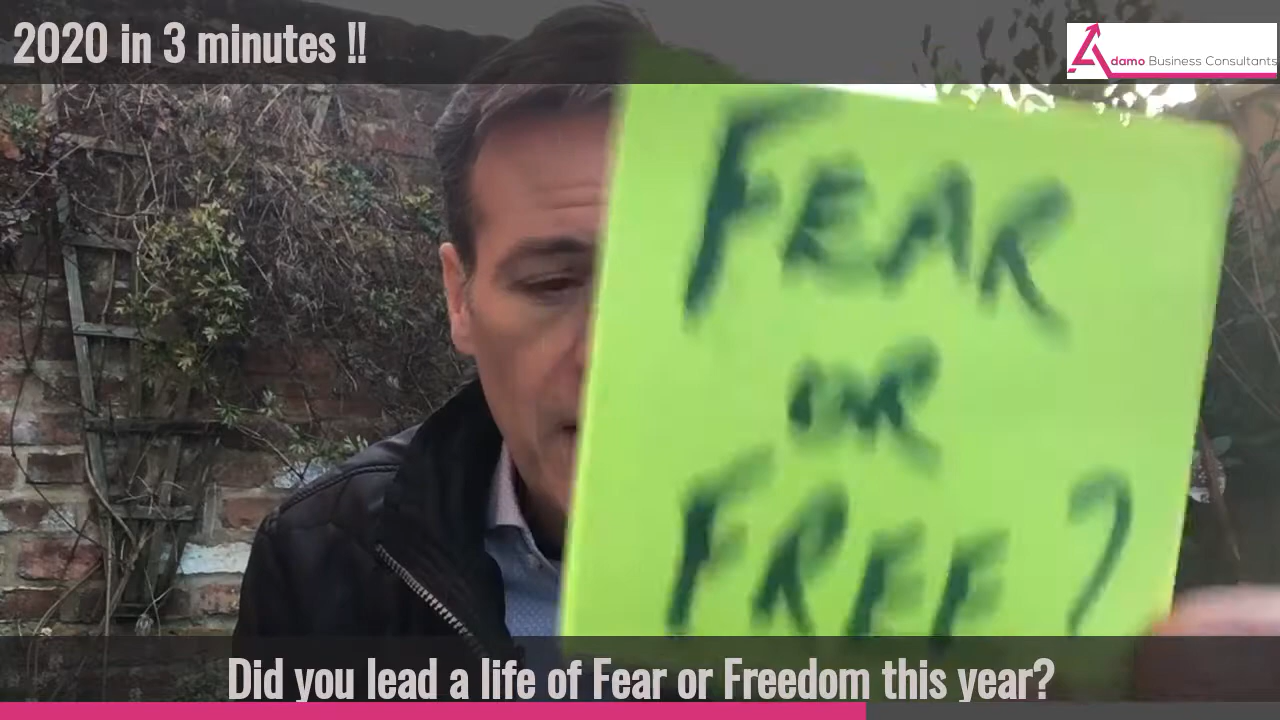 2020 in 3 minutes !!
Adamo Business Consultants
FEAR
OR
FREE?
Did you lead a life of Fear or Freedom this year?